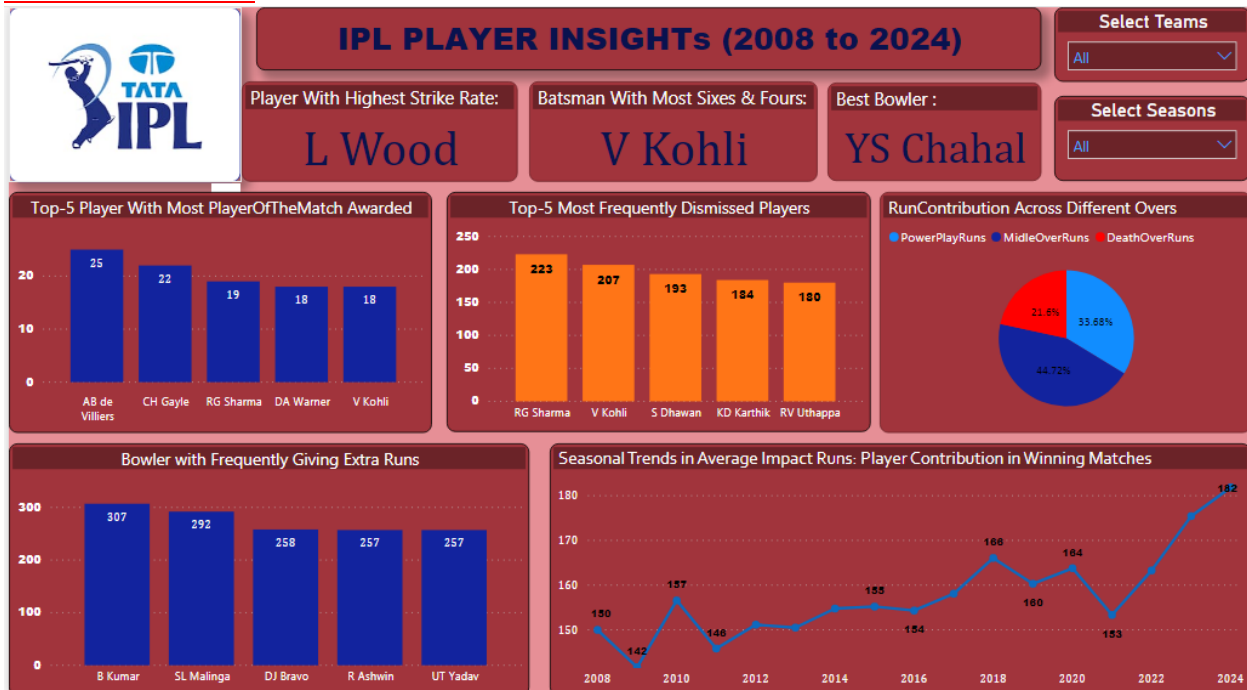 IPL PLAYER INSIGHTs (2008 to 2024)
TATA
IPL
Select Teams
All
Player With Highest Strike Rate:
L Wood
Batsman With Most Sixes & Fours:
V Kohli
Best Bowler :
YS Chahal
Select Seasons
All
Top-5 Player With Most PlayerOfTheMatch Awarded
20
10
0
25
22
19
18
18
AB de
Villiers
CH Gayle
RG Sharma
DA Warner
V Kohli
Top-5 Most Frequently Dismissed Players
250
200
150
100
50
0
223
207
193
184
180
RG Sharma
V Kohli
S Dhawan
KD Karthik
RV Uthappa
RunContribution Across Different Overs
PowerPlayRuns MidleOverRuns DeathOverRuns
21.6%
33.68%
44.72%
Bowler with Frequently Giving Extra Runs
300
200
100
0
307
292
258
257
257
B Kumar
SL Malinga
DJ Bravo
R Ashwin
UT Yadav
Seasonal Trends in Average Impact Runs: Player Contribution in Winning Matches
180
170
160
150
150
142
157
146
155
154
166
160
164
153
182
2008
2010
2012
2014
2016
2018
2020
2022
2024